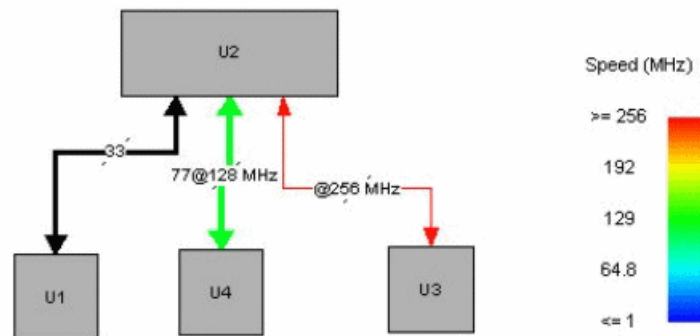 U2
Speed (MHz)
>= 256
33
77@128 MHz
192
@256 MHz
129
64.8
U1
U4
U3
<= 1